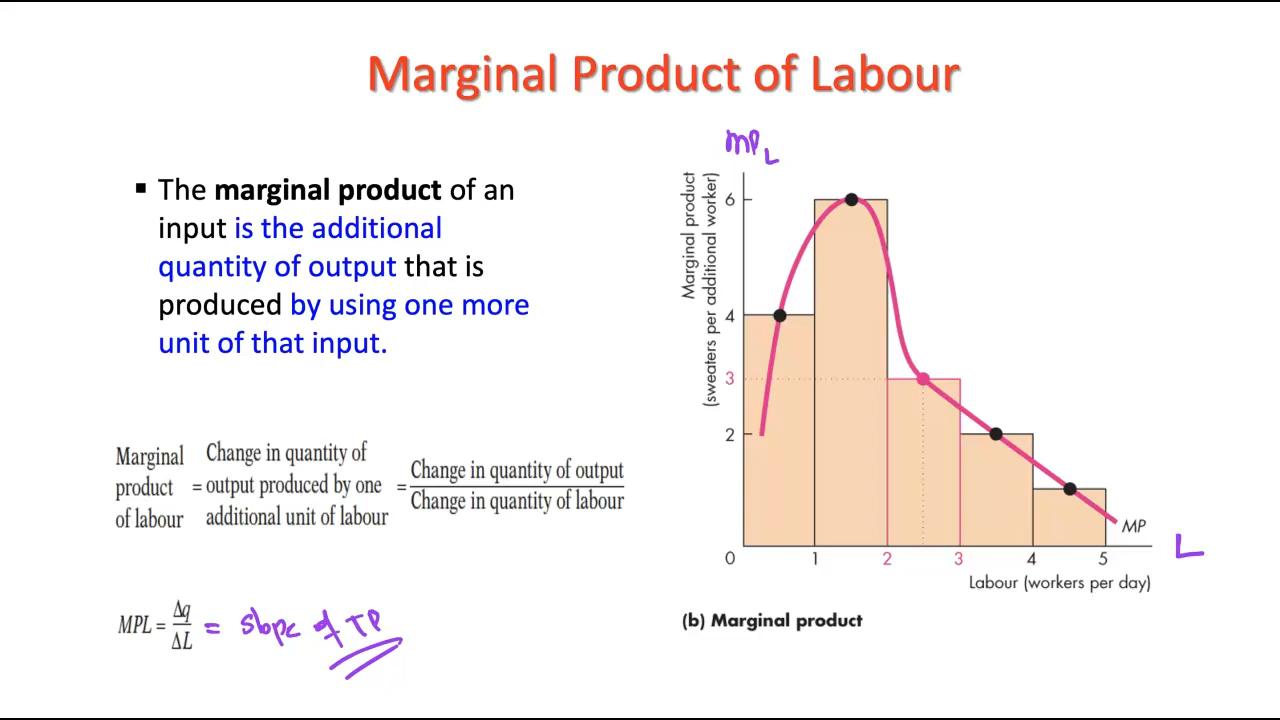 Marginal Product of Labour
▪ The marginal product of an
input is the additional
quantity of output that is
produced by using one more
unit of that input.
Marginal product of labour = Change in quantity of output produced by one additional unit of labour = Change in quantity of output / Change in quantity of labour
MPL = Δq / ΔL = slope of TP
MP L
Marginal product
(sweaters per additional worker)
6
4
3
2
0 1 2 3 4 5
MP
L
Labour (workers per day)
(b) Marginal product